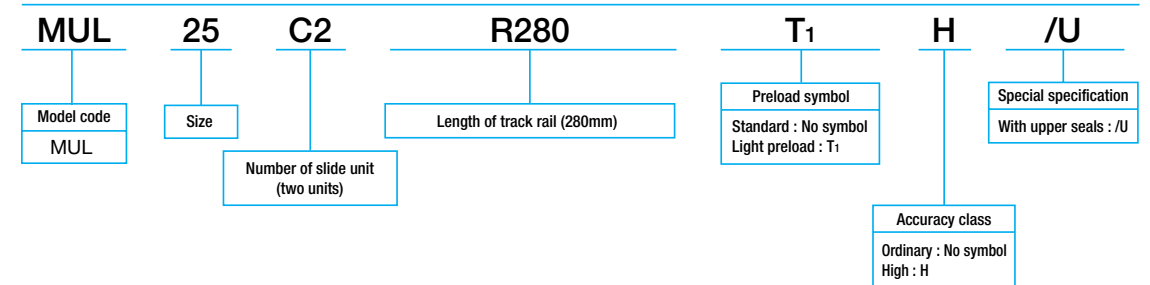 MUL 25 C2 R280 T1 H /U
Model code
MUL
Size
Number of slide unit
(two units)
Length of track rail (280mm)
Preload symbol
Standard : No symbol
Light preload : T1
Accuracy class
Ordinary : No symbol
High : H
Special specification
With upper seals : /U